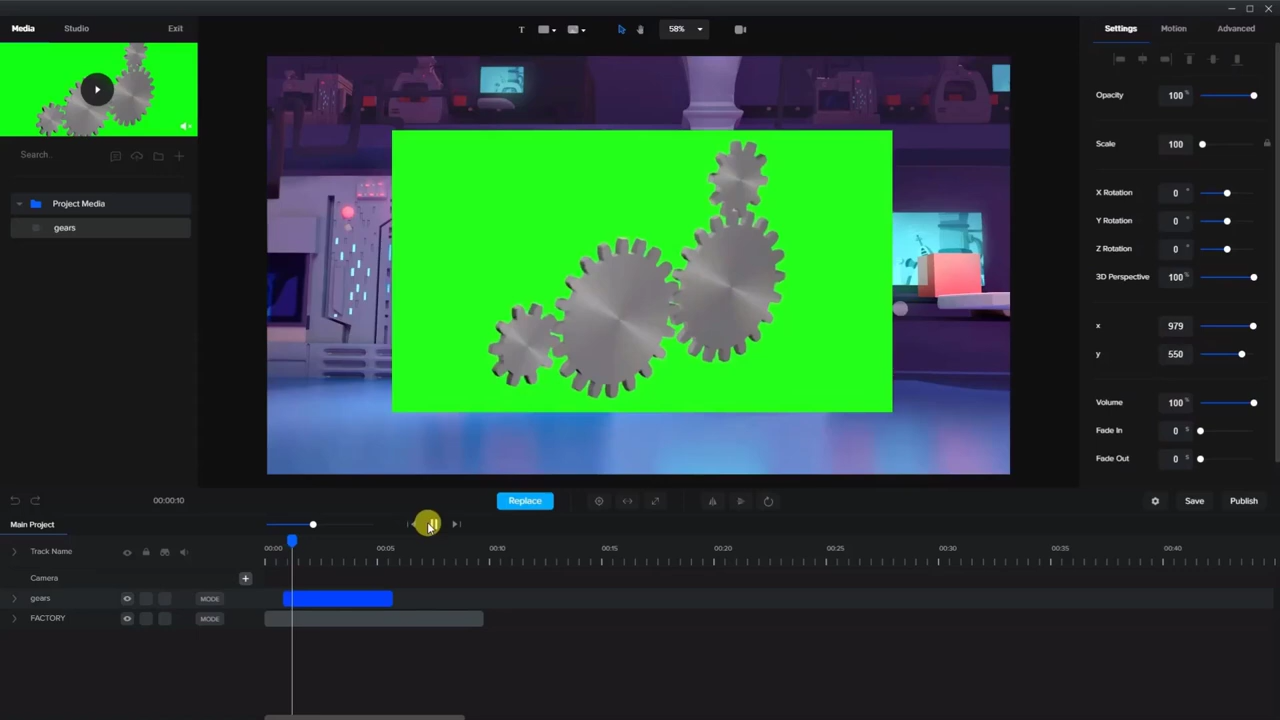 Media Studio Exit
T 58%
Settings Motion Advanced
Opacity 100 %
Search..
Scale 100
X Rotation 0 °
Project Media
Y Rotation 0 °
gears
Z Rotation 0 °
3D Perspective 100 %
x 979
y 550
Volume 100 %
Fade In 0 s
Fade Out 0 s
00:00:10 Replace Save Publish
Main Project
Track Name 00:00 00:05 00:10 00:15 00:20 00:25 00:30 00:35 00:40
Camera +
gears MODE
FACTORY MODE